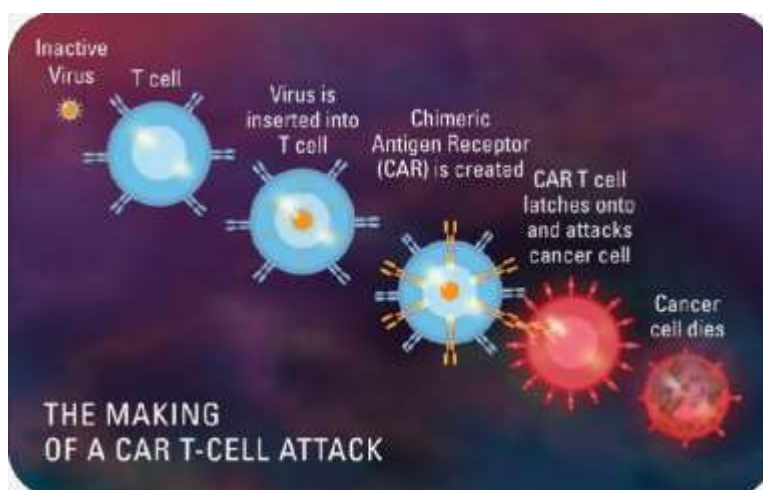 Inactive
Virus
T cell
Virus is
inserted into
T cell
Chimeric
Antigen Receptor
(CAR) is created
CAR T cell
latches onto
and attacks
cancer cell
Cancer
cell dies
THE MAKING
OF A CAR T-CELL ATTACK